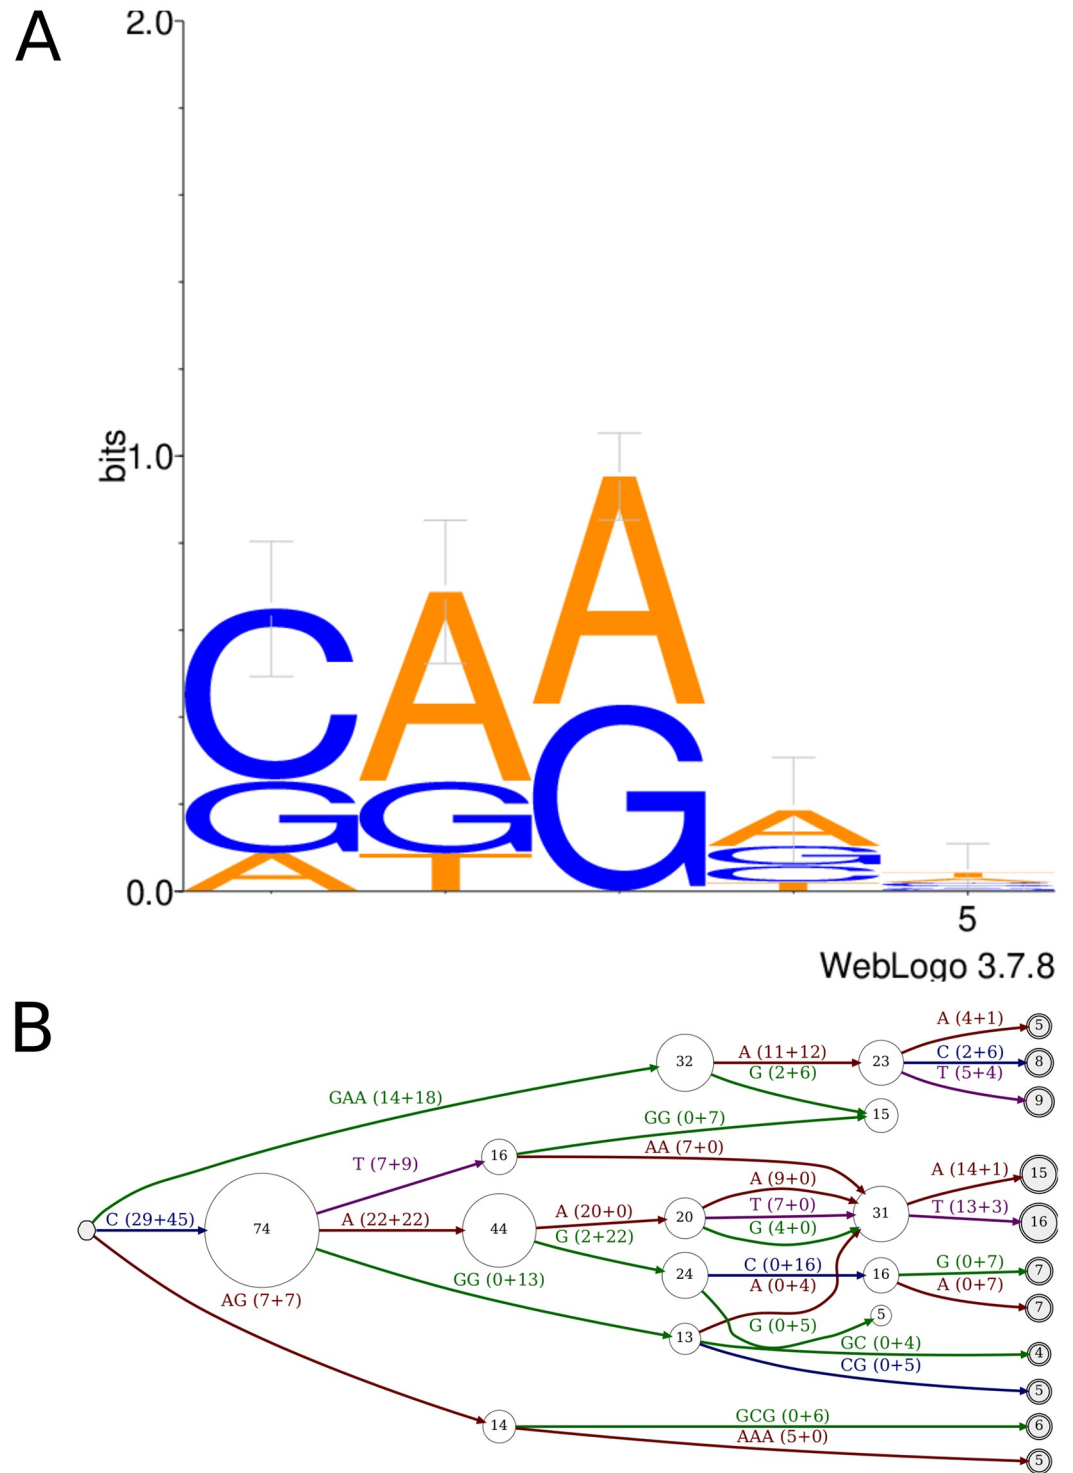 A
2.0
bits
1.0
0.0
C
G
A
A
G
T
A
G
A
G
C
T
T
5
WebLogo 3.7.8
B
A (4+1)
5
32
A (11+12)
23
C (2+6)
8
G (2+6)
T (5+4)
GAA (14+18)
9
GG (0+7)
15
T (7+9)
16
AA (7+0)
A (9+0)
A (14+1)
15
C (29+45)
74
A (22+22)
44
A (20+0)
20
T (7+0)
31
T (13+3)
16
G (2+22)
G (4+0)
GG (0+13)
24
C (0+16)
16
G (0+7)
7
A (0+4)
A (0+7)
7
AG (7+7)
G (0+5)
5
13
GC (0+4)
4
CG (0+5)
5
14
GCG (0+6)
6
AAA (5+0)
5